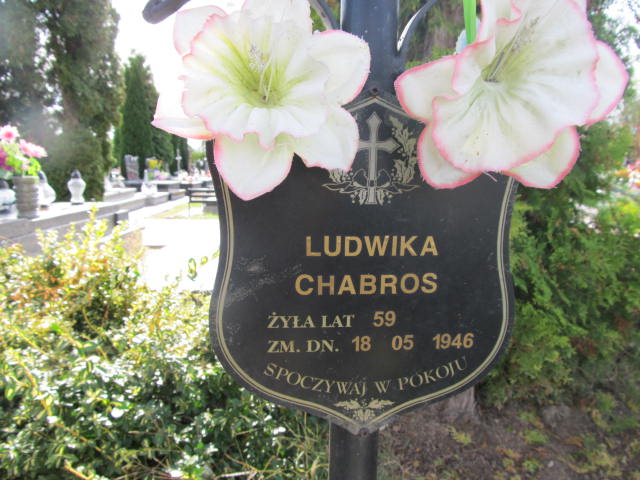 LUDWIKA
CHABROS
ŻYŁA LAT 59
ZM. DN. 18 05 1946
SPOCZYWAJ W POKOJU